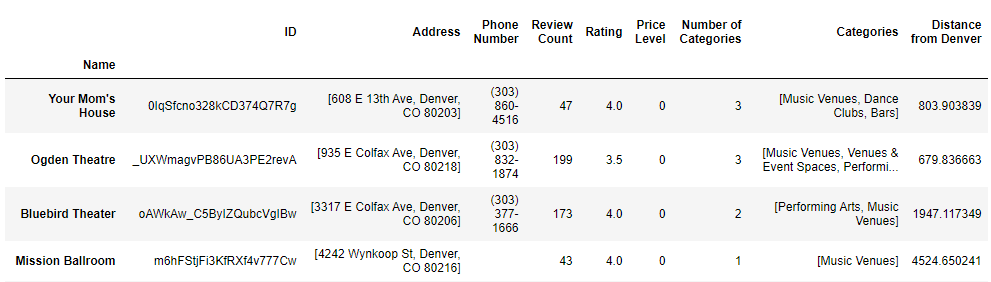 ID Address Phone Number Review Count Rating Price Level Number of Categories Categories Distance from Denver
Name
Your Mom's House 0IqSfcno328kCD374Q7R7g [608 E 13th Ave, Denver, CO 80203] (303) 860-4516 47 4.0 0 3 [Music Venues, Dance Clubs, Bars] 803.903839
Ogden Theatre _UXWmagvPB86UA3PE2revA [935 E Colfax Ave, Denver, CO 80218] (303) 832-1874 199 3.5 0 3 [Music Venues, Venues & Event Spaces, Performi... 679.836663
Bluebird Theater oAWkAw_C5ByIZQubcVgIBw [3317 E Colfax Ave, Denver, CO 80206] (303) 377-1666 173 4.0 0 2 [Performing Arts, Music Venues] 1947.117349
Mission Ballroom m6hFStjFi3KfRXf4v777Cw [4242 Wynkoop St, Denver, CO 80216] 43 4.0 0 1 [Music Venues] 4524.650241